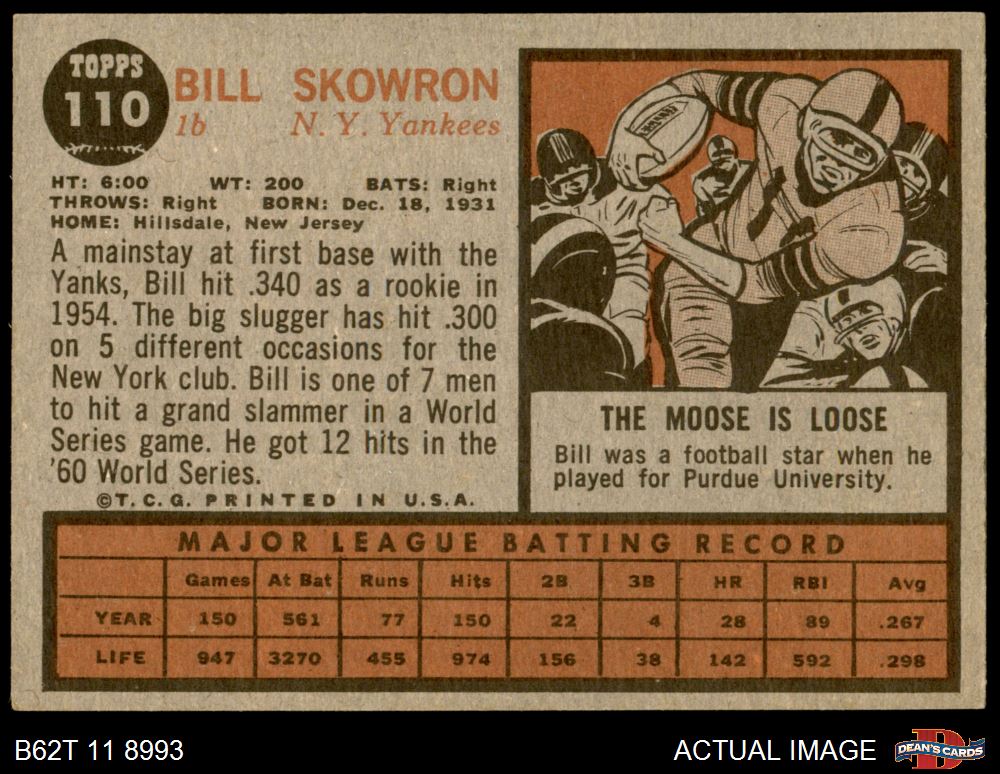 TOPPS
110
BILL SKOWRON
1b N. Y. Yankees
HT: 6:00 WT: 200 BATS: Right
THROWS: Right BORN: Dec. 18, 1931
HOME: Hillsdale, New Jersey
A mainstay at first base with the
Yanks, Bill hit .340 as a rookie in
1954. The big slugger has hit .300
on 5 different occasions for the
New York club. Bill is one of 7 men
to hit a grand slammer in a World
Series game. He got 12 hits in the
'60 World Series.
©T.C.G. PRINTED IN U.S.A.
THE MOOSE IS LOOSE
Bill was a football star when he
played for Purdue University.
MAJOR LEAGUE BATTING RECORD
Games At Bat Runs Hits 2B 3B HR RBI Avg
YEAR 150 561 77 150 22 4 28 89 .267
LIFE 947 3270 455 974 156 38 142 592 .298
B62T 11 8993
ACTUAL IMAGE
D
DEAN'S CARDS